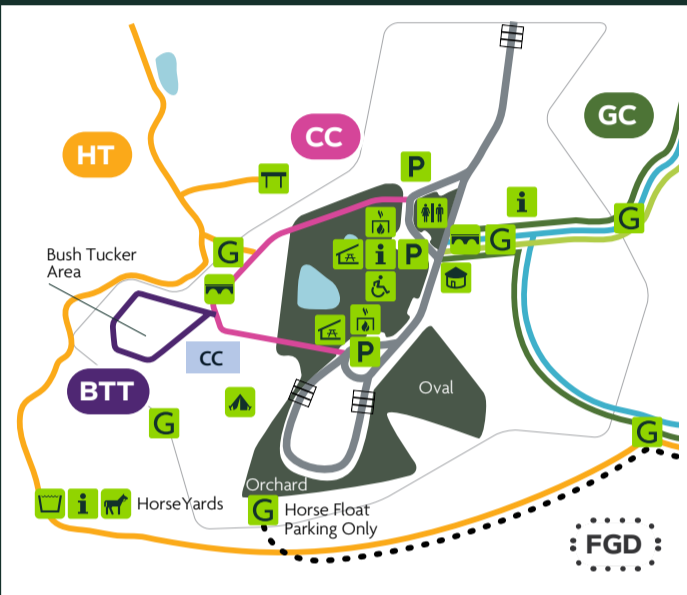 CC
GC
HT
P
i
G
G
G
i
P
Bush Tucker
Area
P
CC
BTT
Oval
G
G
Orchard
i
HorseYards
G
Horse Float
Parking Only
FGD